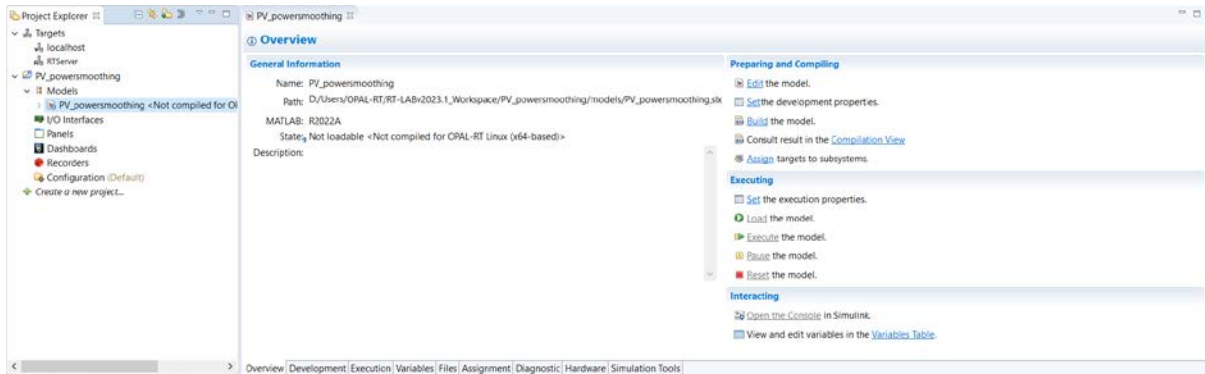 Project Explorer
Targets
localhost
RTServer
PV_powersmoothing
Models
PV_powersmoothing <Not compiled for O
I/O Interfaces
Panels
Dashboards
Recorders
Configuration (Default)
Create a new project...
PV_powersmoothing
Overview
General Information
Name: PV_powersmoothing
Path: D:/Users/OPAL-RT/RT-LABv2023.1_Workspace/PV_powersmoothing/models/PV_powersmoothing.slx
MATLAB: R2022A
State: Not loadable <Not compiled for OPAL-RT Linux (x64-based)>
Description:
Preparing and Compiling
Edit the model.
Setthe development properties.
Build the model.
Consult result in the Compilation View
Assign targets to subsystems.
Executing
Set the execution properties.
Load the model.
Execute the model.
Pause the model.
Reset the model.
Interacting
Open the Console in Simulink.
View and edit variables in the Variables Table.
Overview Development Execution Variables Files Assignment Diagnostic Hardware Simulation Tools